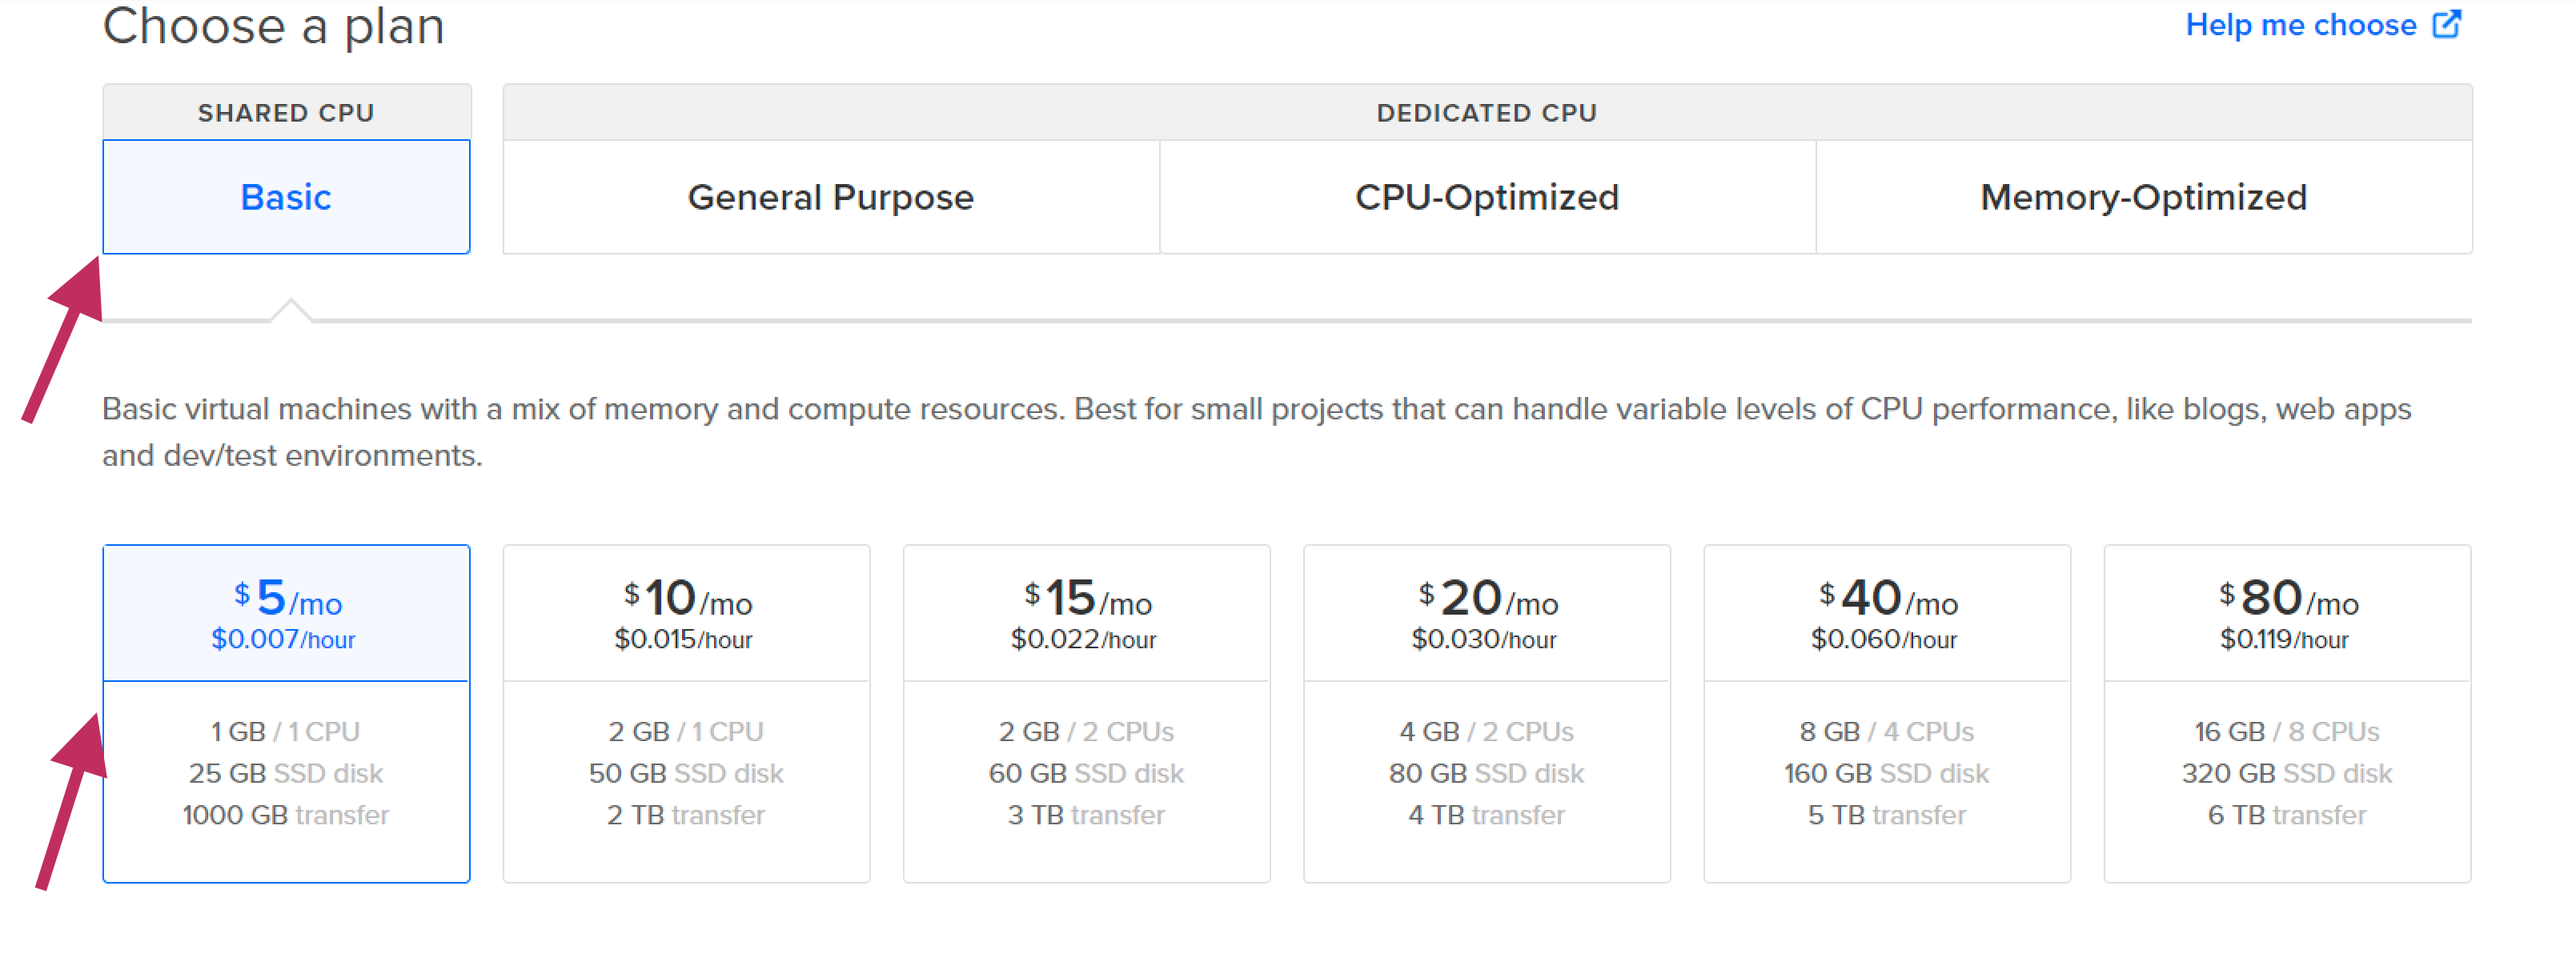 Choose a plan
Help me choose
SHARED CPU
DEDICATED CPU
Basic
General Purpose
CPU-Optimized
Memory-Optimized
Basic virtual machines with a mix of memory and compute resources. Best for small projects that can handle variable levels of CPU performance, like blogs, web apps
and dev/test environments.
$5/mo
$0.007/hour
1 GB / 1 CPU
25 GB SSD disk
1000 GB transfer
$10/mo
$0.015/hour
2 GB / 1 CPU
50 GB SSD disk
2 TB transfer
$15/mo
$0.022/hour
2 GB / 2 CPUs
60 GB SSD disk
3 TB transfer
$20/mo
$0.030/hour
4 GB / 2 CPUs
80 GB SSD disk
4 TB transfer
$40/mo
$0.060/hour
8 GB / 4 CPUs
160 GB SSD disk
5 TB transfer
$80/mo
$0.119/hour
16 GB / 8 CPUs
320 GB SSD disk
6 TB transfer